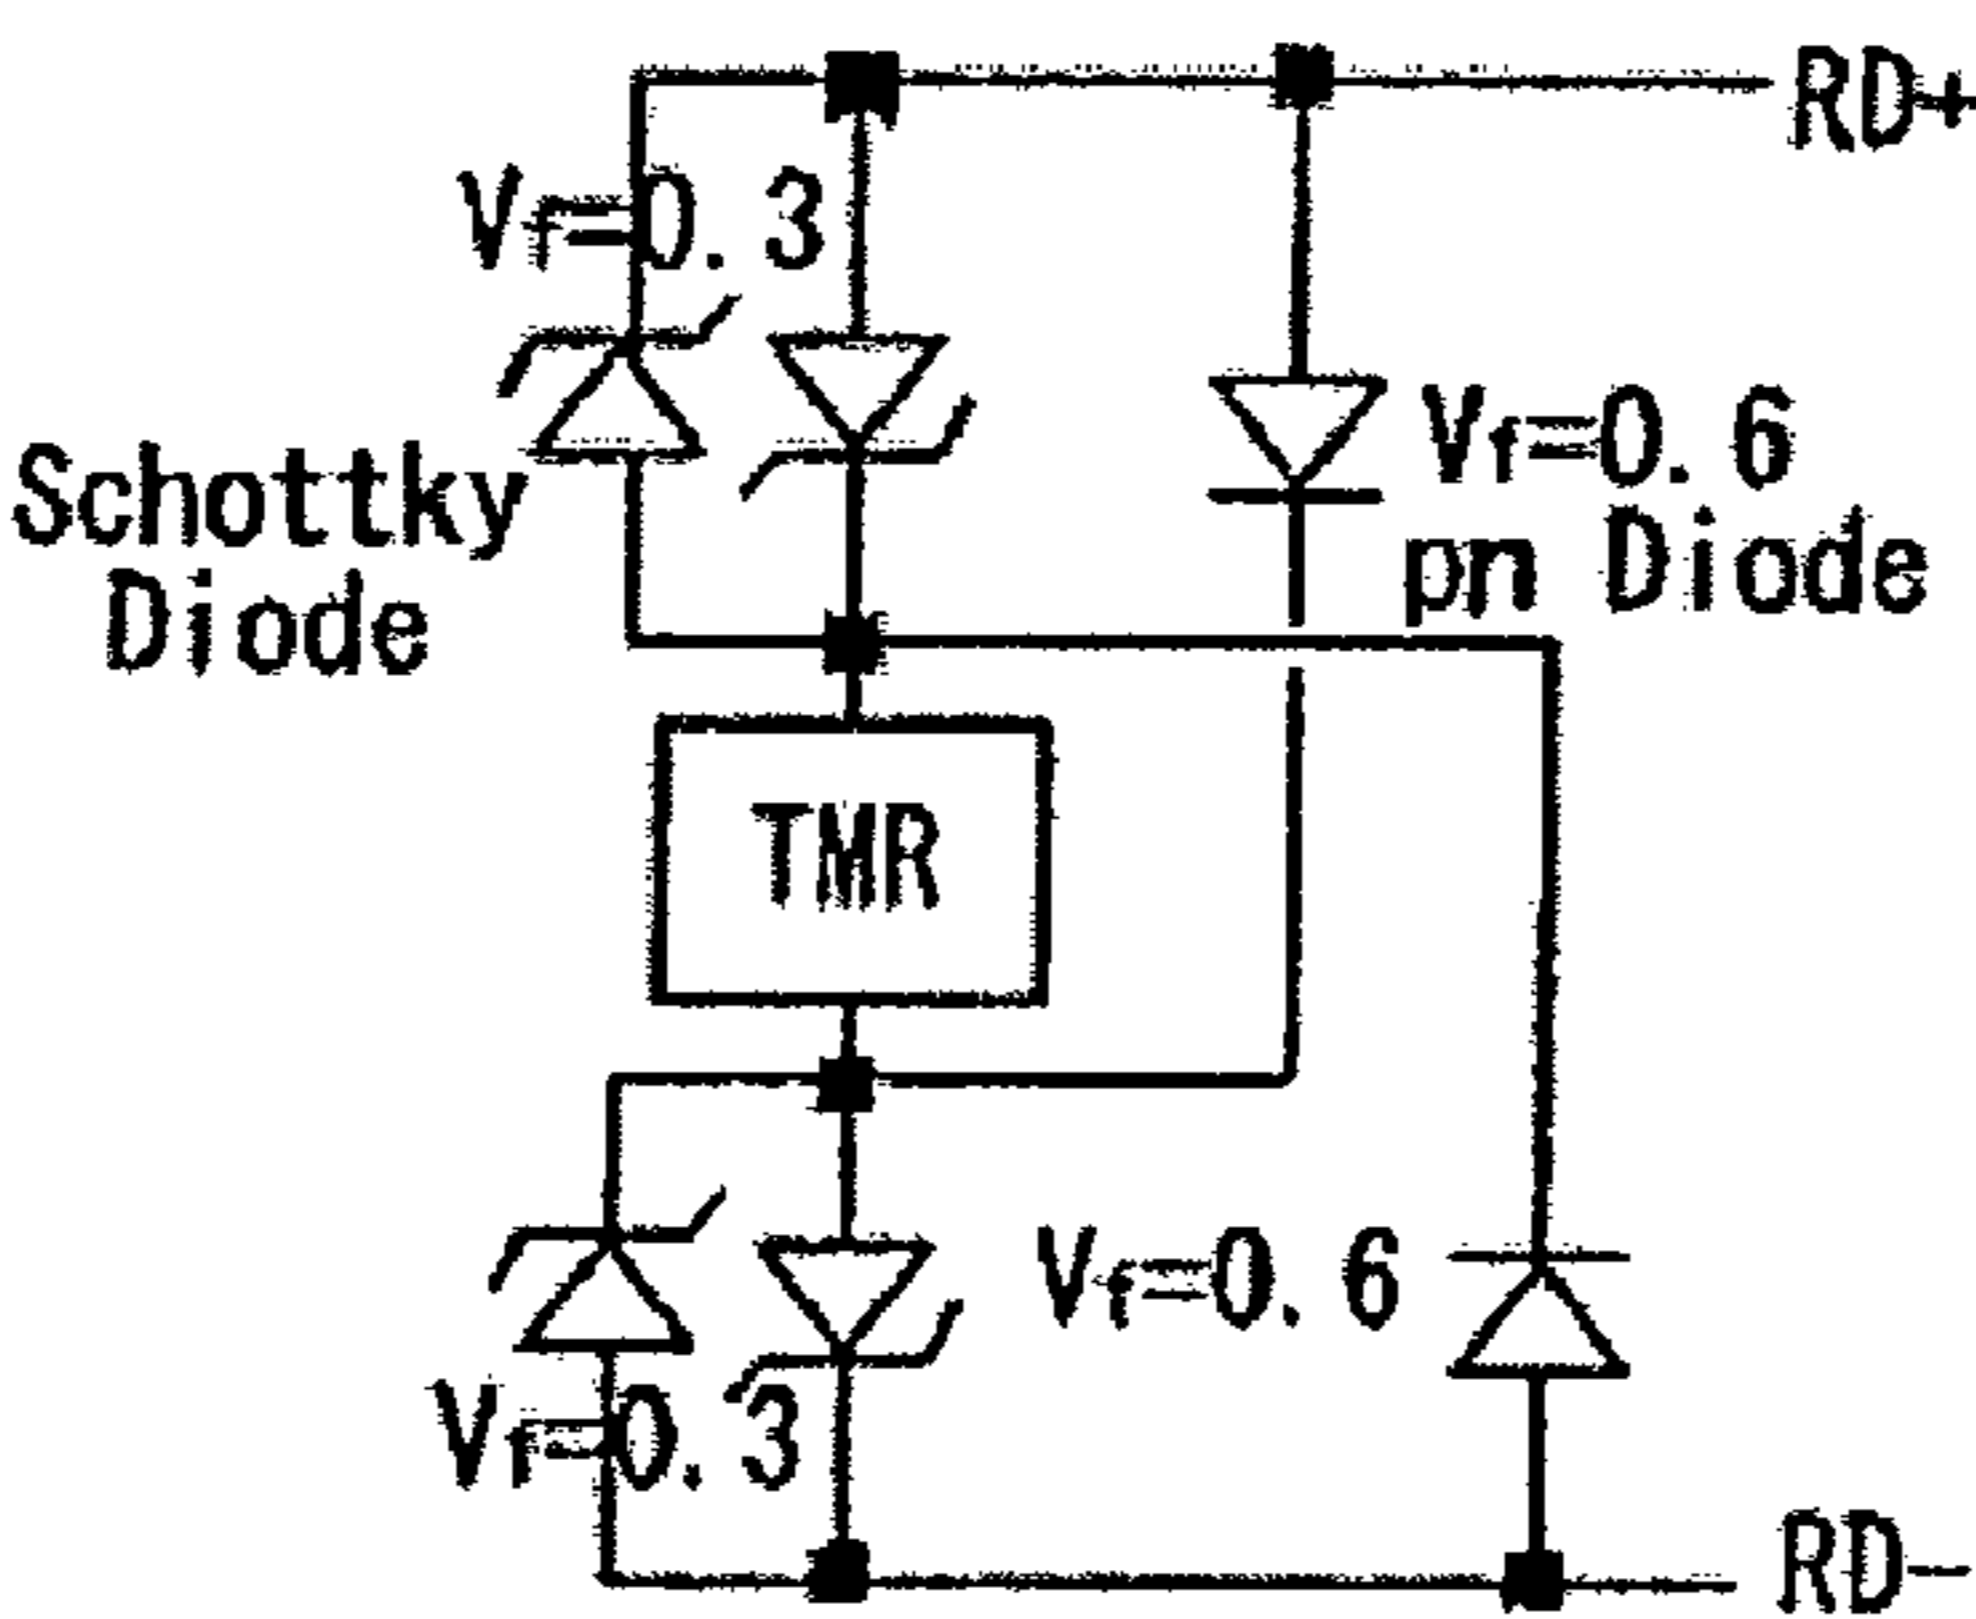 RD+
Vf=0.3
Vf=0.6
pn Diode
Schottky
Diode
TMR
Vf=0.6
Vf=0.3
RD-